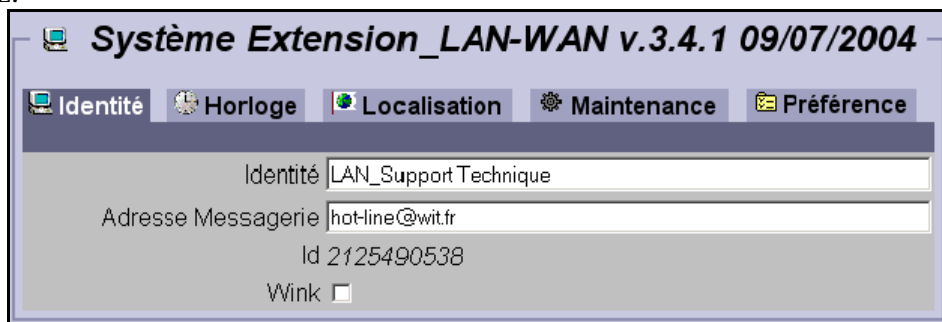 Système Extension_LAN-WAN v.3.4.1 09/07/2004
Identité Horloge Localisation Maintenance Préférence
Identité LAN_Support Technique
Adresse Messagerie hot-line@wit.fr
Id 2125490538
Wink